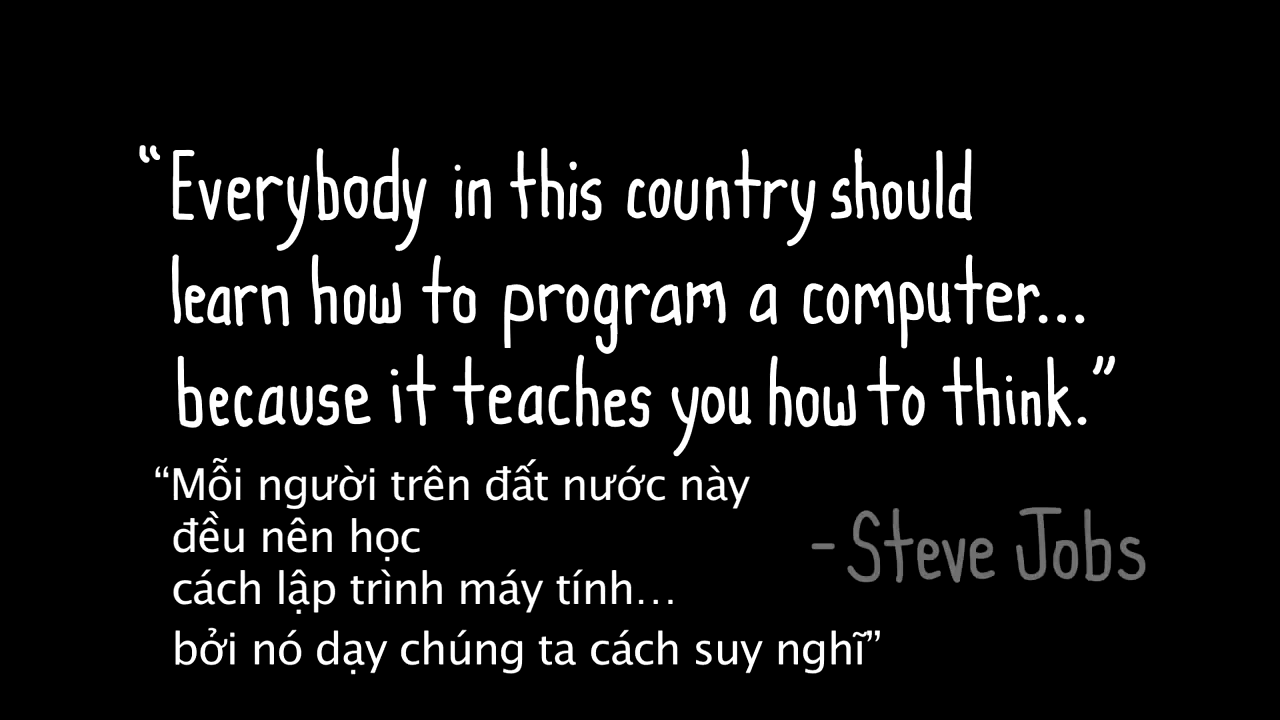 “Everybody in this country should
learn how to program a computer...
because it teaches you how to think.”
“Mỗi người trên đất nước này
đều nên học
cách lập trình máy tính...
bởi nó dạy chúng ta cách suy nghĩ”
- Steve Jobs